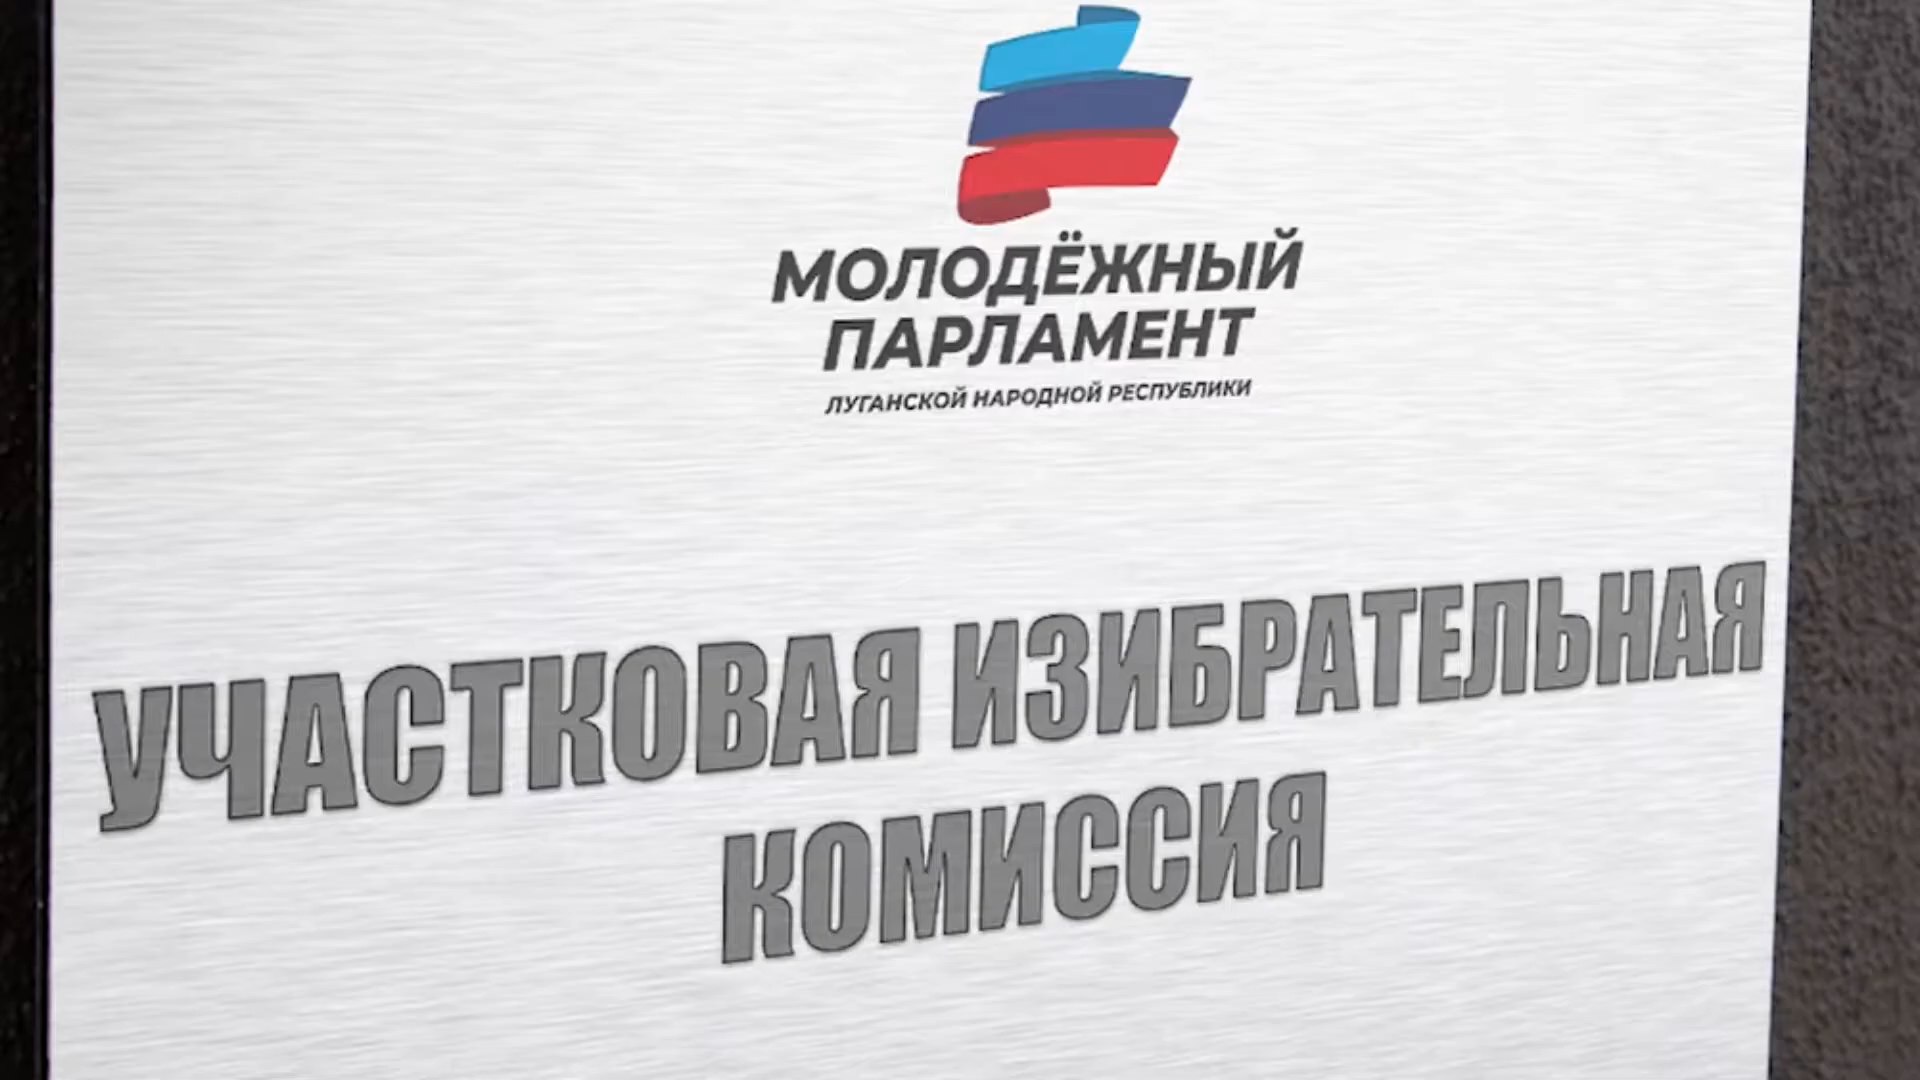 МОЛОДЁЖНЫЙ
ПАРЛАМЕНТ
ЛУГАНСКОЙ НАРОДНОЙ РЕСПУБЛИКИ
УЧАСТКОВАЯ ИЗИБРАТЕЛЬНАЯ
КОМИССИЯ